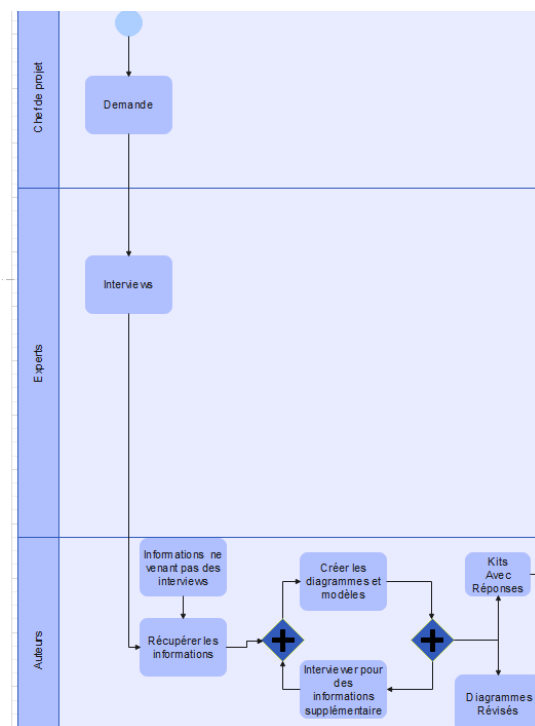 Chef de projet
Demande
Experts
Interviews
Auteurs
Informations ne
venant pas des
interviews
Récupérer les
informations
Créer les
diagrammes et
modèles
Interviewer pour
des
informations
supplémentaire
Kits
Avec
Réponses
Diagrammes
Révisés